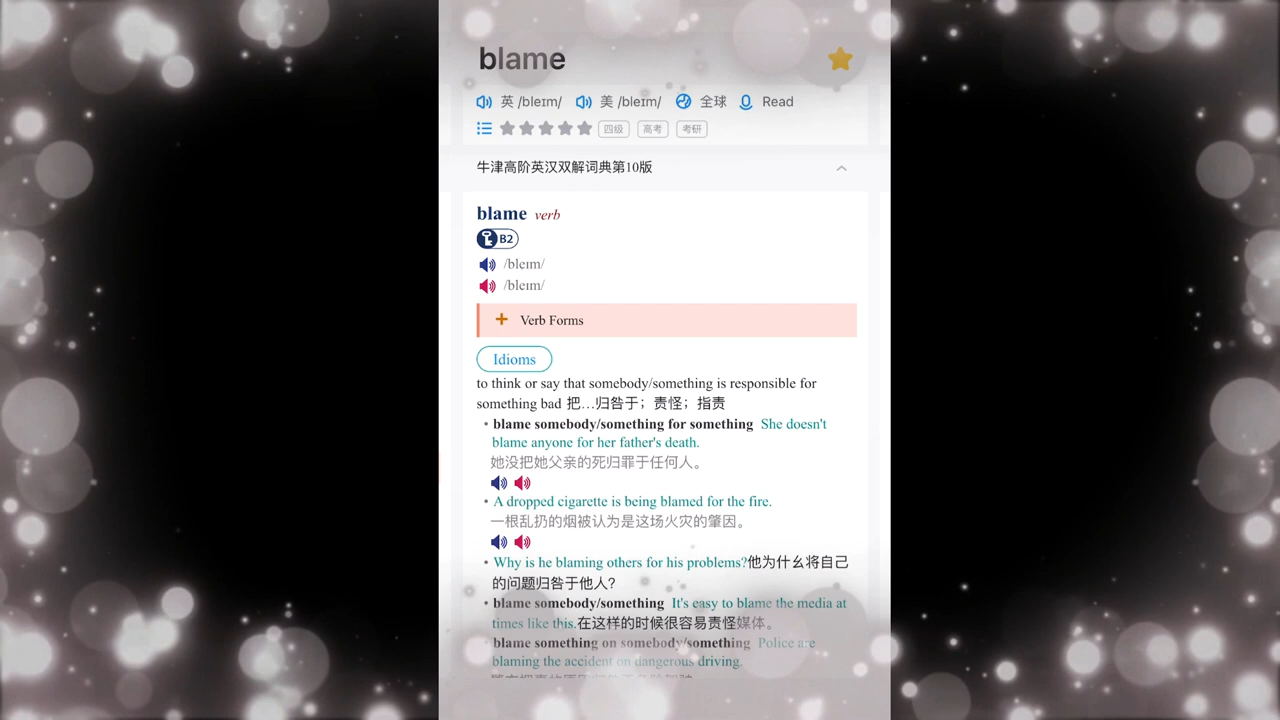 blame
英 /bleɪm/ 美 /bleɪm/ 全球 Read
四级 高考 考研
牛津高阶英汉双解词典第10版
blame verb
B2
/bleɪm/
/bleɪm/
+ Verb Forms
Idioms
to think or say that somebody/something is responsible for
something bad 把…归咎于；责怪；指责
• blame somebody/something for something She doesn't
blame anyone for her father's death.
她没把她父亲的死归罪于任何人。
• A dropped cigarette is being blamed for the fire.
一根乱扔的烟被认为是这场火灾的肇因。
• Why is he blaming others for his problems?他为什么将自己
的问题归咎于他人?
• blame somebody/something It's easy to blame the media at
times like this.在这样的时候很容易责怪媒体。
• blame something on somebody/something Police are
blaming the accident on dangerous driving.